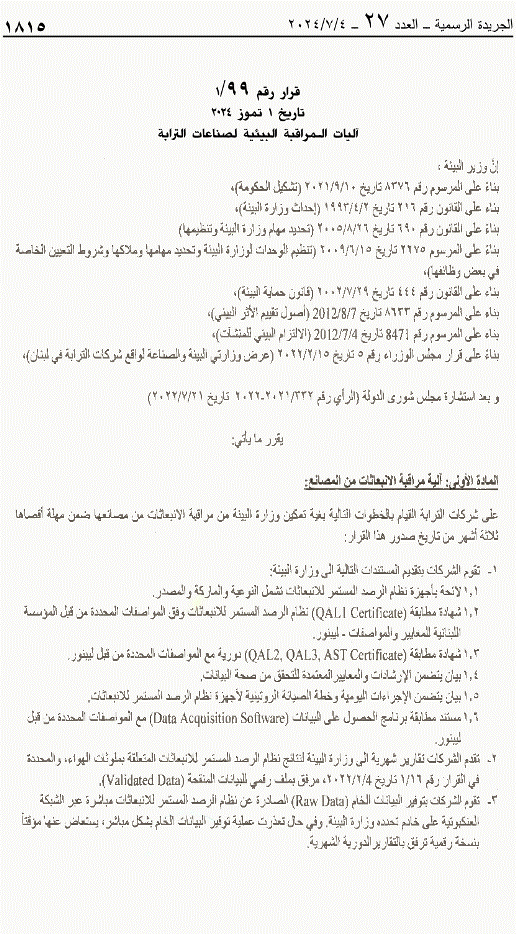 الجريدة الرسمية ـ العدد ٢٧ ـ ٢٠٢٤/٧/٤
١٨١٥
قرار رقم ١/٩٩
تاريخ ١ تموز ٢٠٢٤
آليات المراقبة البيئية لصناعات الترابة
إنّ وزير البيئة ،
بناءً على المرسوم رقم ٨٣٧٦ تاريخ ٢٠٢١/٩/١٠ (تشكيل الحكومة)،
بناء على القانون رقم ٢١٦ تاريخ ١٩٩٣/٤/٢ (إحداث وزارة البيئة)،
بناء على القانون رقم ٦٩٠ تاريخ ٢٠٠٥/٨/٢٦ (تحديد مهام وزارة البيئة وتنظيمها)
بناءً على المرسوم ٢٢٧٥ تاريخ ٢٠٠٩/٦/١٥ (تنظيم الوحدات لوزارة البيئة وتحديد مهامها وملاكها وشروط التعيين الخاصة
في بعض وظائفها)،
بناء على القانون رقم ٤٤٤ تاريخ ٢٠٠٢/٧/٢٩ (قانون حماية البيئة)،
بناء على المرسوم رقم ٨٦٣٣ تاريخ 2012/8/7 (أصول تقييم الأثر البيئي)،
بناء على المرسوم رقم 8471 تاريخ 2012/7/4 (الالتزام البيئي للمنشآت)،
بناءً على قرار مجلس الوزراء رقم ٥ تاريخ ٢٠٢٢/٢/١٥ (عرض وزارتي البيئة والصناعة لواقع شركات الترابة في لبنان)،
و بعد استشارة مجلس شورى الدولة (الرأي رقم ٢٠٢١/٣٣٢-٢٠٢٢ تاريخ ٢٠٢٢/٧/٢١)
يقرر ما يأتي:
المادة الأولى: آلية مراقبة الانبعاثات من المصانع:
على شركات الترابة القيام بالخطوات التالية بغية تمكين وزارة البيئة من مراقبة الانبعاثات من مصانعها ضمن مهلة أقصاها
ثلاثة أشهر من تاريخ صدور هذا القرار:
١- تقوم الشركات بتقديم المستندات التالية الى وزارة البيئة:
١,١ لائحة بأجهزة نظام الرصد المستمر للانبعاثات تشمل النوعية والماركة والمصدر.
١,٢ شهادة مطابقة (QAL1 Certificate) نظام الرصد المستمر للانبعاثات وفق المواصفات المحددة من قبل المؤسسة
اللبنانية للمعايير والمواصفات - ليبنور.
١,٣ شهادة مطابقة (QAL2, QAL3, AST Certificate) دورية مع المواصفات المحددة من قبل ليبنور.
١,٤ بيان يتضمن الإرشادات والمعايير المعتمدة للتحقق من صحة البيانات.
١,٥ بيان يتضمن الإجراءات اليومية وخطة الصيانة الروتينية لأجهزة نظام الرصد المستمر للانبعاثات.
١,٦ مستند مطابقة برنامج الحصول على البيانات (Data Acquisition Software) مع المواصفات المحددة من قبل
ليبنور.
٢- تقدم الشركات تقارير شهرية الى وزارة البيئة لنتائج نظام الرصد المستمر للانبعاثات المتعلقة بملوثات الهواء، والمحددة
في القرار رقم ١/١٦ تاريخ ٢٠٢٢/٢/٤، مرفق بملف رقمي للبيانات المنقحة (Validated Data).
٣- تقوم الشركات بتوفير البيانات الخام (Raw Data) الصادرة عن نظام الرصد المستمر للانبعاثات مباشرة عبر الشبكة
العنكبوتية على خادم تحدده وزارة البيئة. وفي حال تعذرت عملية توفير البيانات الخام بشكل مباشر، يستعاض عنها مؤقتاً
بنسخة رقمية ترفق بالتقارير الدورية الشهرية.